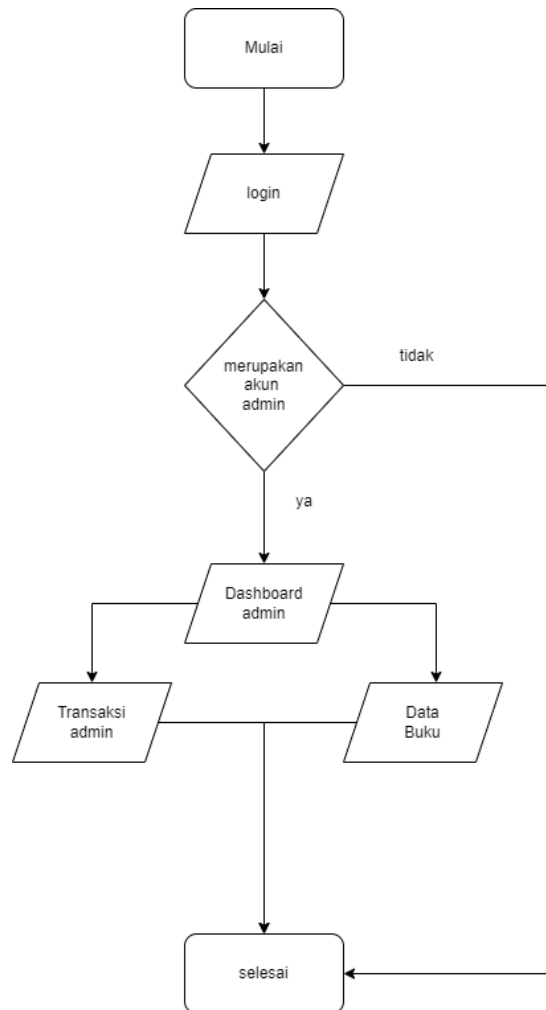 Mulai
login
merupakan
akun
admin
tidak
ya
Dashboard
admin
Transaksi
admin
Data
Buku
selesai